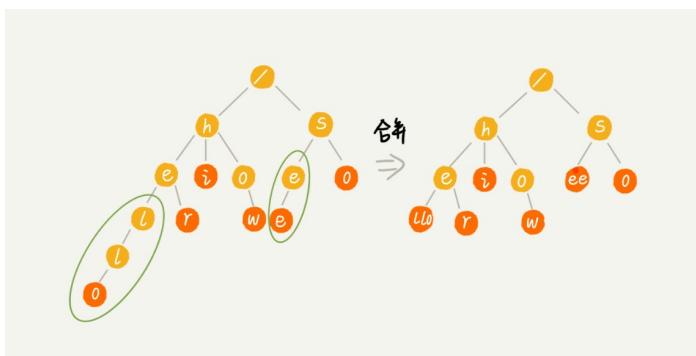 /
h s
e i o e o
l r w e
l
o
合并
/
h s
e i o ee o
llo r w